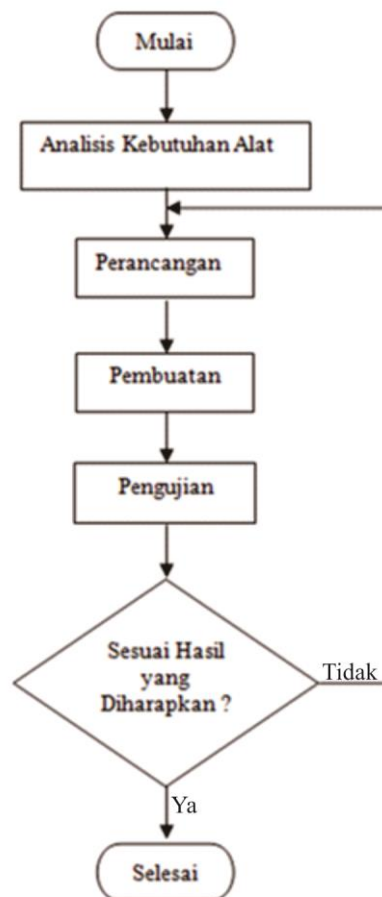 Mulai
Analisis Kebutuhan Alat
Perancangan
Pembuatan
Pengujian
Sesuai Hasil
yang
Diharapkan ?
Tidak
Ya
Selesai